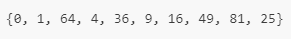 {0, 1, 64, 4, 36, 9, 16, 49, 81, 25}